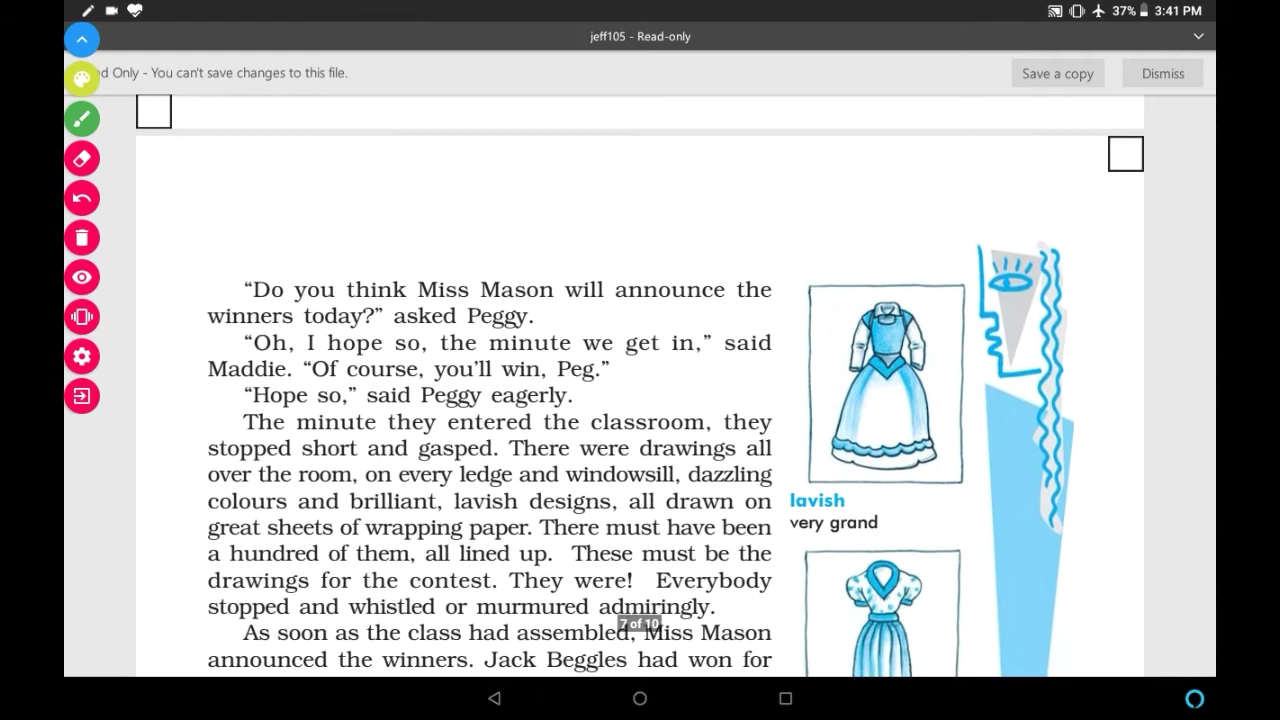 37% 3:41 PM
jeff105 - Read-only
d Only - You can't save changes to this file.
Save a copy
Dismiss
“Do you think Miss Mason will announce the
winners today?” asked Peggy.
“Oh, I hope so, the minute we get in,” said
Maddie. “Of course, you’ll win, Peg.”
“Hope so,” said Peggy eagerly.
The minute they entered the classroom, they
stopped short and gasped. There were drawings all
over the room, on every ledge and windowsill, dazzling
colours and brilliant, lavish designs, all drawn on
great sheets of wrapping paper. There must have been
a hundred of them, all lined up. These must be the
drawings for the contest. They were! Everybody
stopped and whistled or murmured admiringly.
As soon as the class had assembled, Miss Mason
announced the winners. Jack Beggles had won for
lavish
very grand
7 of 10